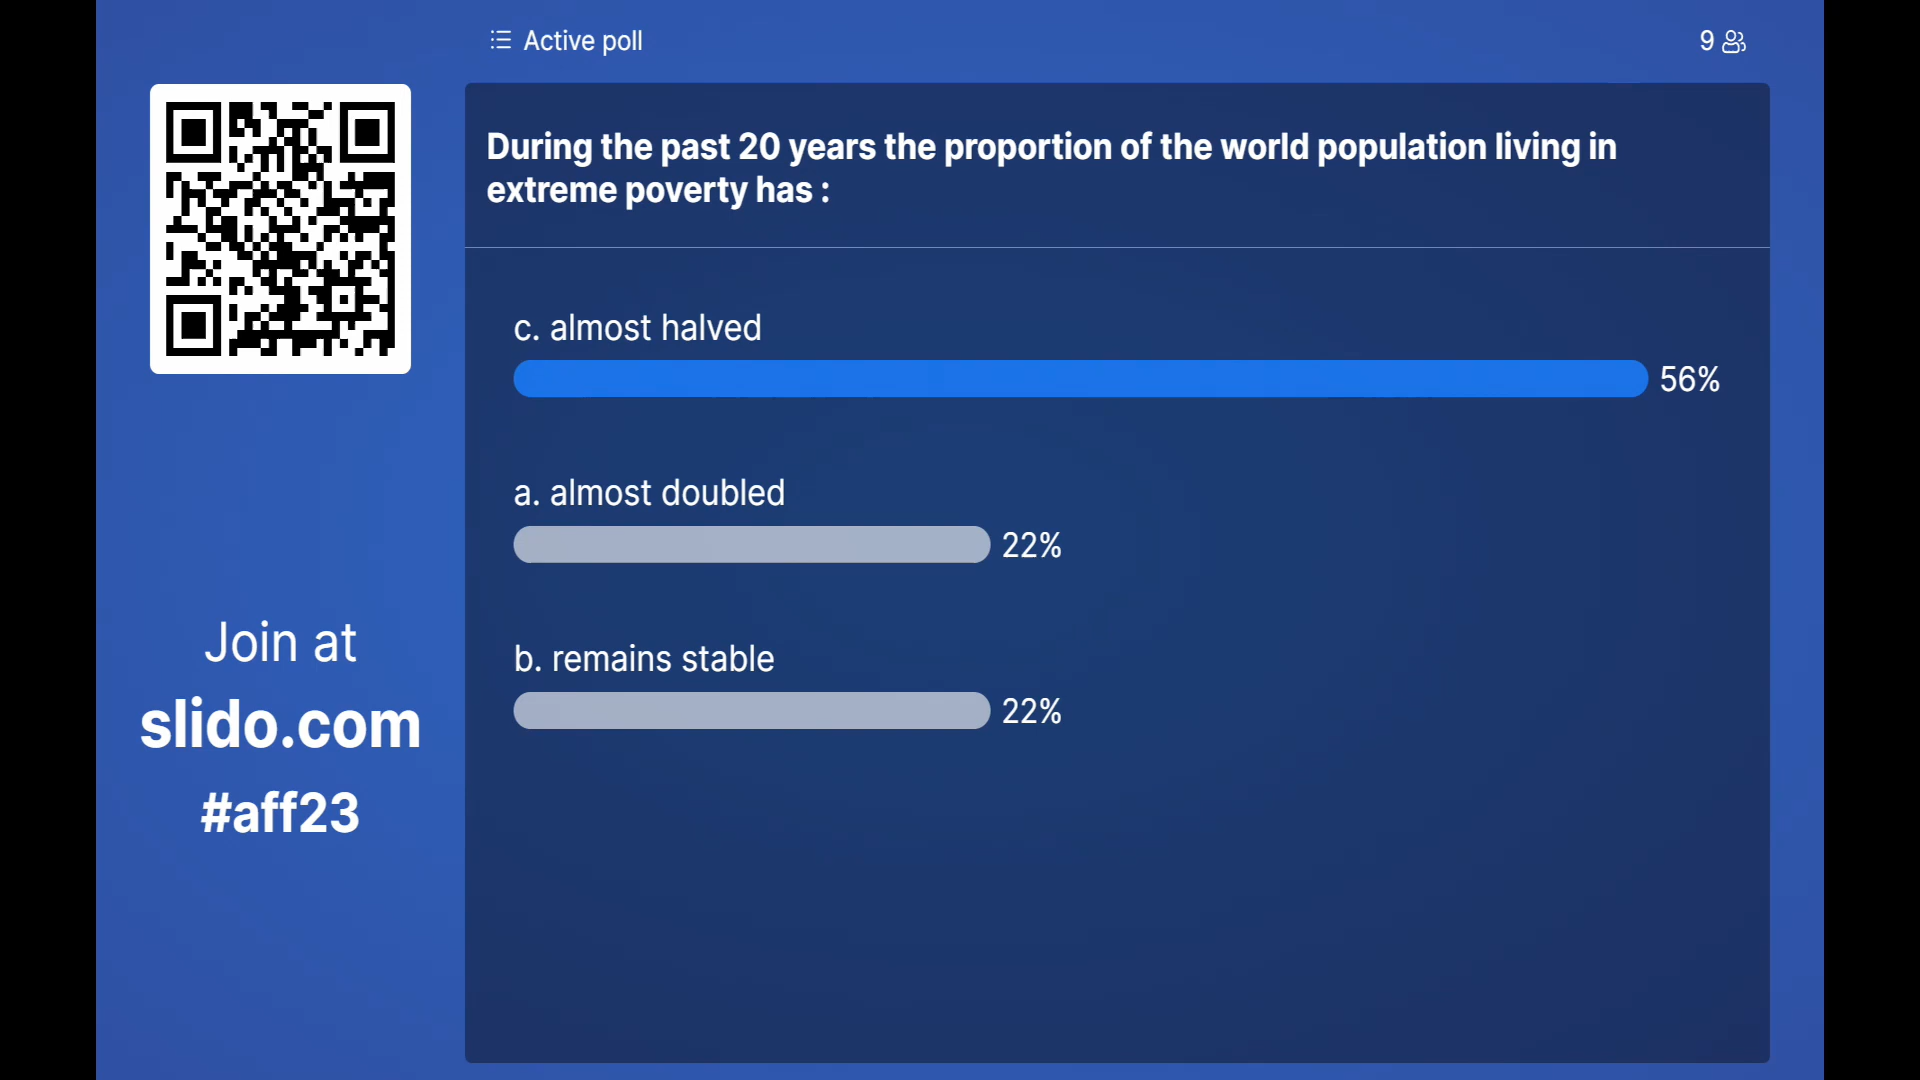 Active poll
9
During the past 20 years the proportion of the world population living in
extreme poverty has :
c. almost halved
56%
a. almost doubled
22%
b. remains stable
22%
Join at
slido.com
#aff23